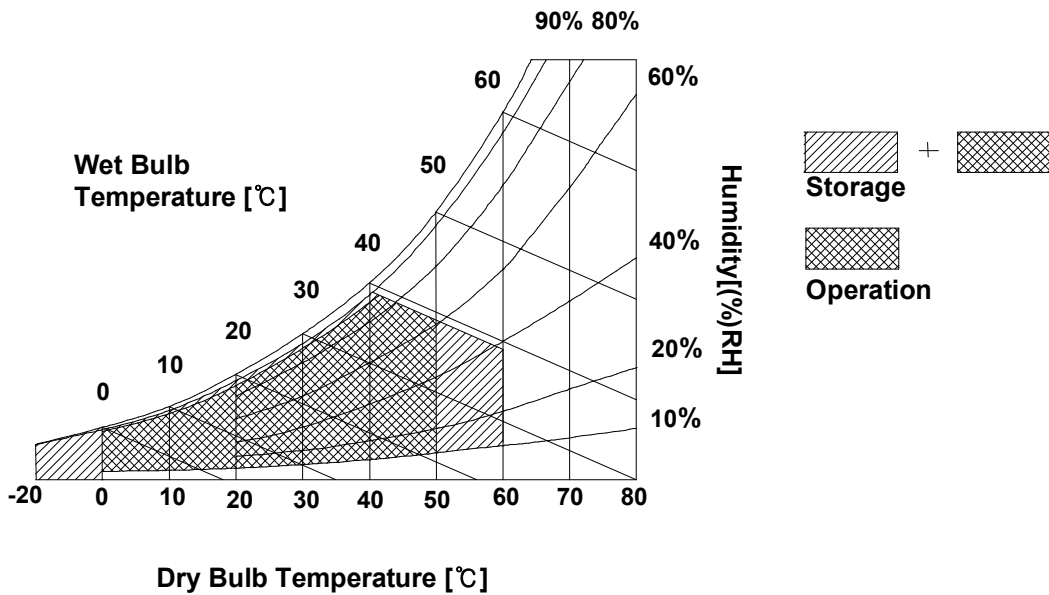 90% 80%
60
60%
50
Wet Bulb
Temperature [℃]
Storage
+
40
40%
Humidity[(%)RH]
30
Operation
20
20%
10
0
10%
-20 0 10 20 30 40 50 60 70 80
Dry Bulb Temperature [℃]